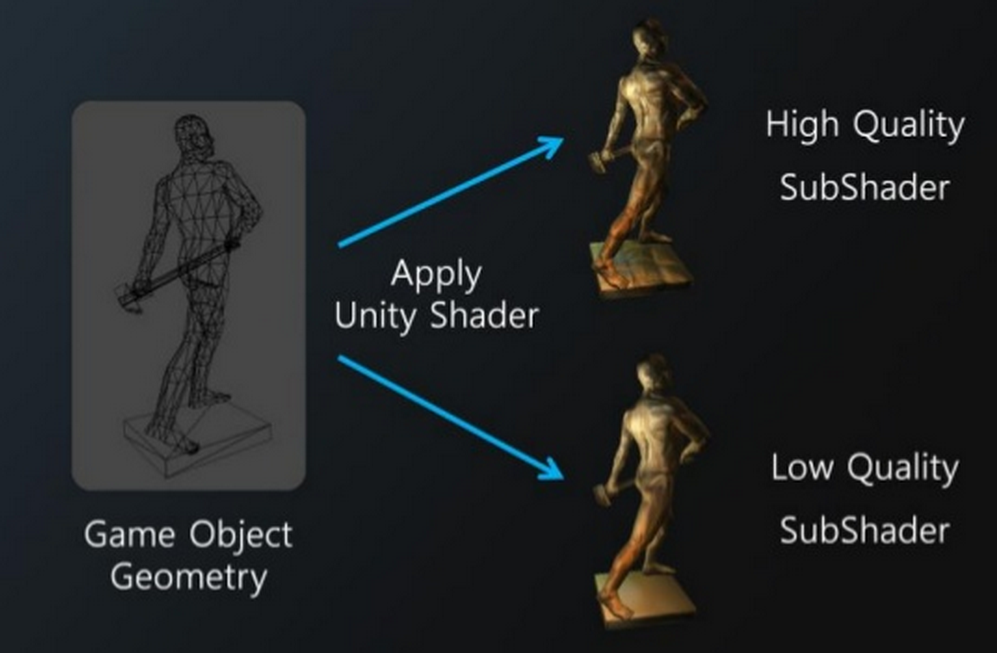 High Quality
SubShader
Apply
Unity Shader
Low Quality
SubShader
Game Object
Geometry